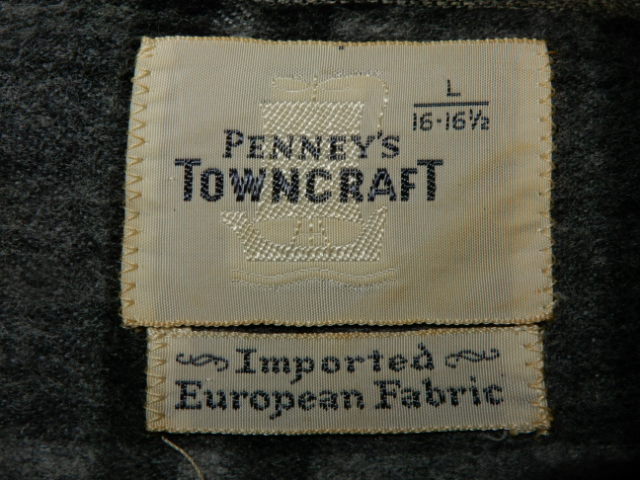 L
16-16½
PENNEY'S
TOWNCRAFT
Imported
European Fabric